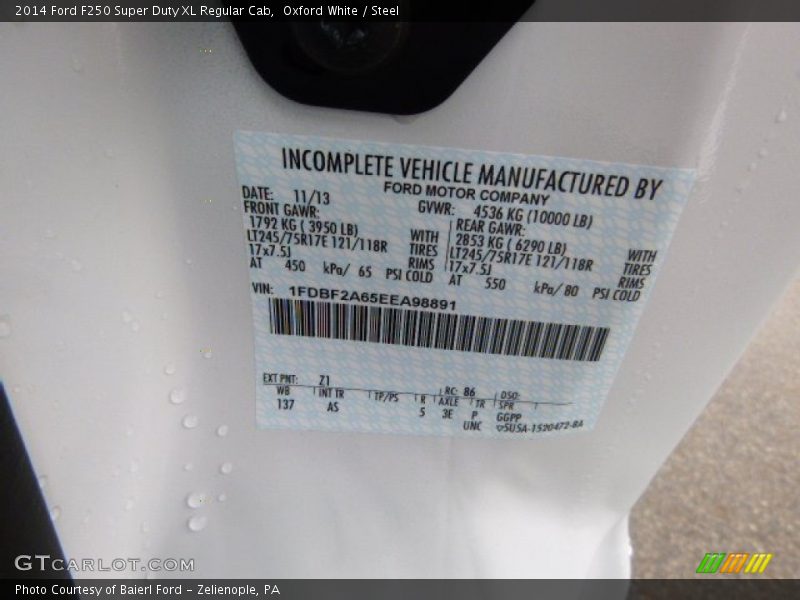 2014 Ford F250 Super Duty XL Regular Cab, Oxford White / Steel
INCOMPLETE VEHICLE MANUFACTURED BY
FORD MOTOR COMPANY
DATE: 11/13
GVWR: 4536 KG (10000 LB)
FRONT GAWR:
1792 KG ( 3950 LB)
WITH
LT245/75R17E 121/118R
TIRES
17x7.5J
RIMS
AT 450 kPa/ 65 PSI COLD
REAR GAWR:
2853 KG ( 6290 LB)
WITH
LT245/75R17E 121/118R
TIRES
17x7.5J
RIMS
AT 550 kPa/ 80 PSI COLD
VIN: 1FDBF2A65EEA98891
EXT PNT: Z1
RC: 86 DSO:
WB INT TR TP/PS R AXLE TR SPR
137 AS 5 3E P GGPP
UNC 5USA-1520472-BA
GTCARLOT.COM
Photo Courtesy of Baierl Ford – Zelienople, PA